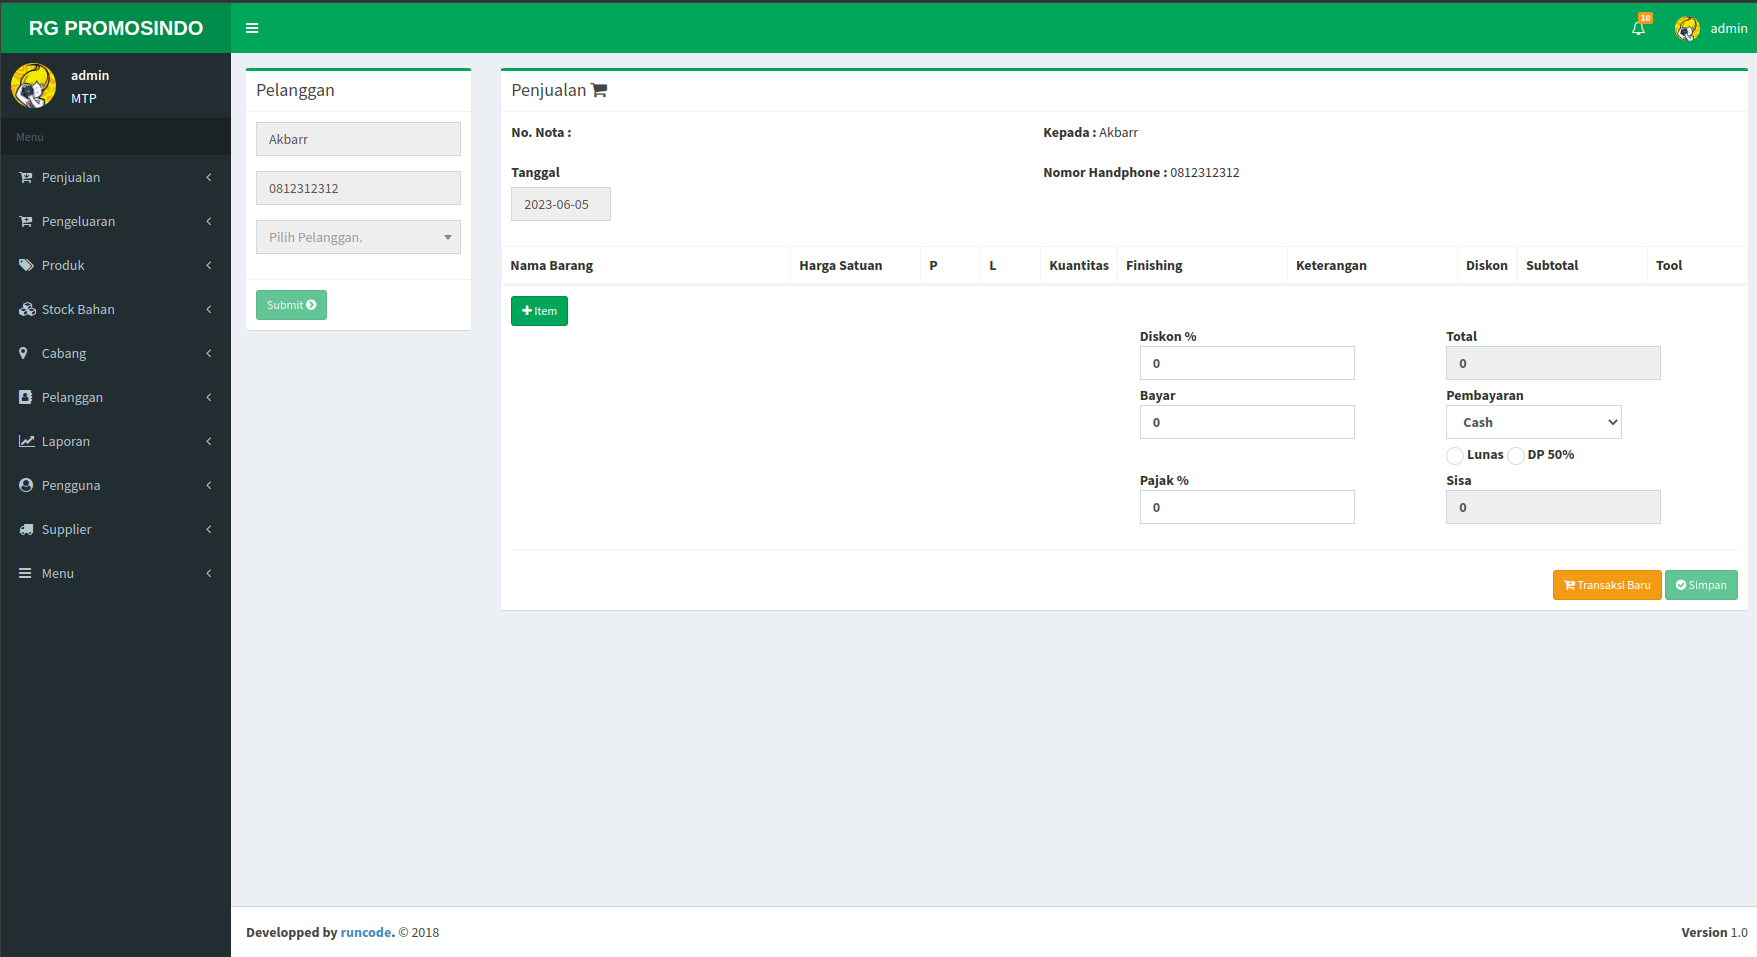 RG PROMOSINDO
10
admin
admin
MTP
Menu
Penjualan
Pengeluaran
Produk
Stock Bahan
Cabang
Pelanggan
Laporan
Pengguna
Supplier
Menu
Pelanggan
Akbarr
0812312312
Pilih Pelanggan.
Submit
Penjualan
No. Nota :
Kepada : Akbarr
Tanggal
Nomor Handphone : 0812312312
2023-06-05
Nama Barang Harga Satuan P L Kuantitas Finishing Keterangan Diskon Subtotal Tool
Item
Diskon %
Total
0
0
Bayar
Pembayaran
0
Cash
Lunas DP 50%
Pajak %
Sisa
0
0
Transaksi Baru
Simpan
Developped by runcode. © 2018
Version 1.0